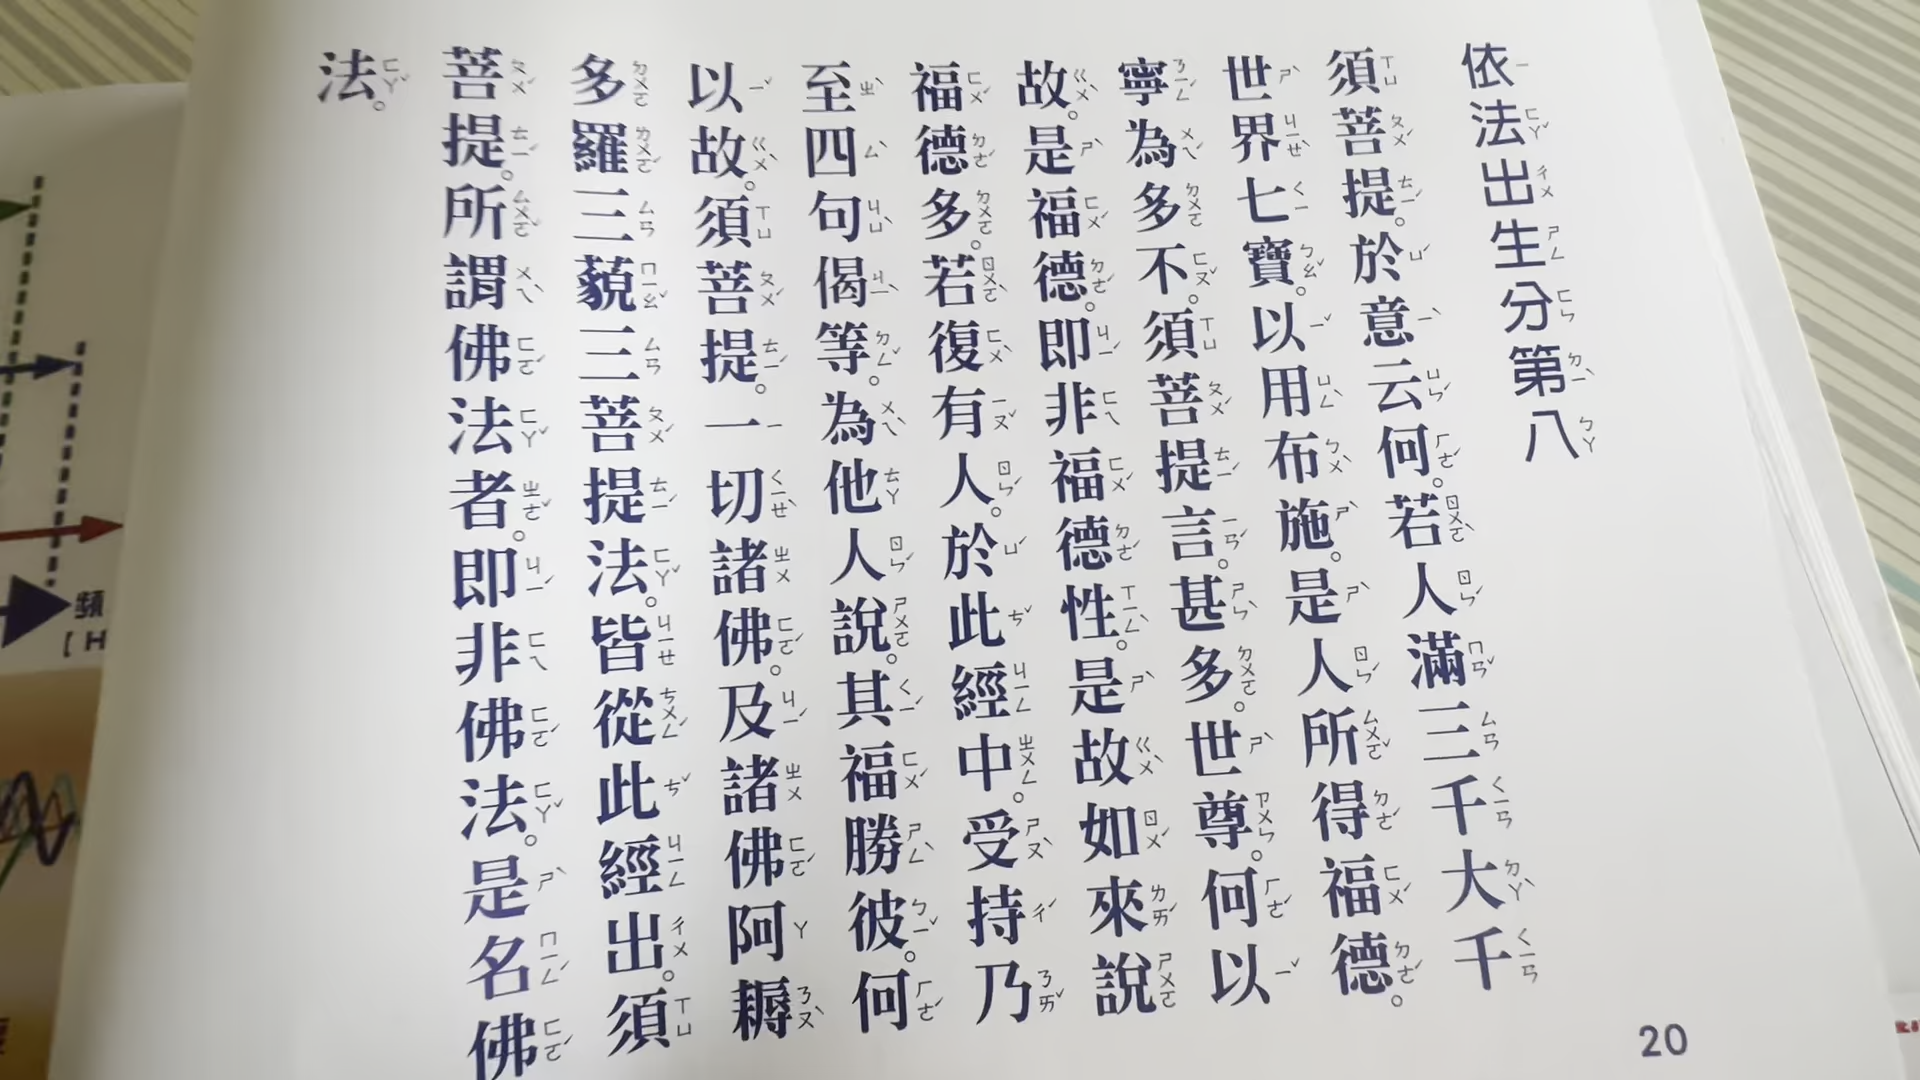 依法出生分第八
須菩提。於意云何。若人滿三千大千
世界七寶。以用布施。是人所得福德。
寧為多不。須菩提言。甚多。世尊。何以
故。是福德。即非福德性。是故如來說
福德多。若復有人。於此經中。受持乃
至四句偈等。為他人說。其福勝彼。何
以故。須菩提。一切諸佛。及諸佛阿耨
多羅三藐三菩提法。皆從此經出。須
菩提。所謂佛法者。即非佛法。是名佛
法。
20
頻
[ H